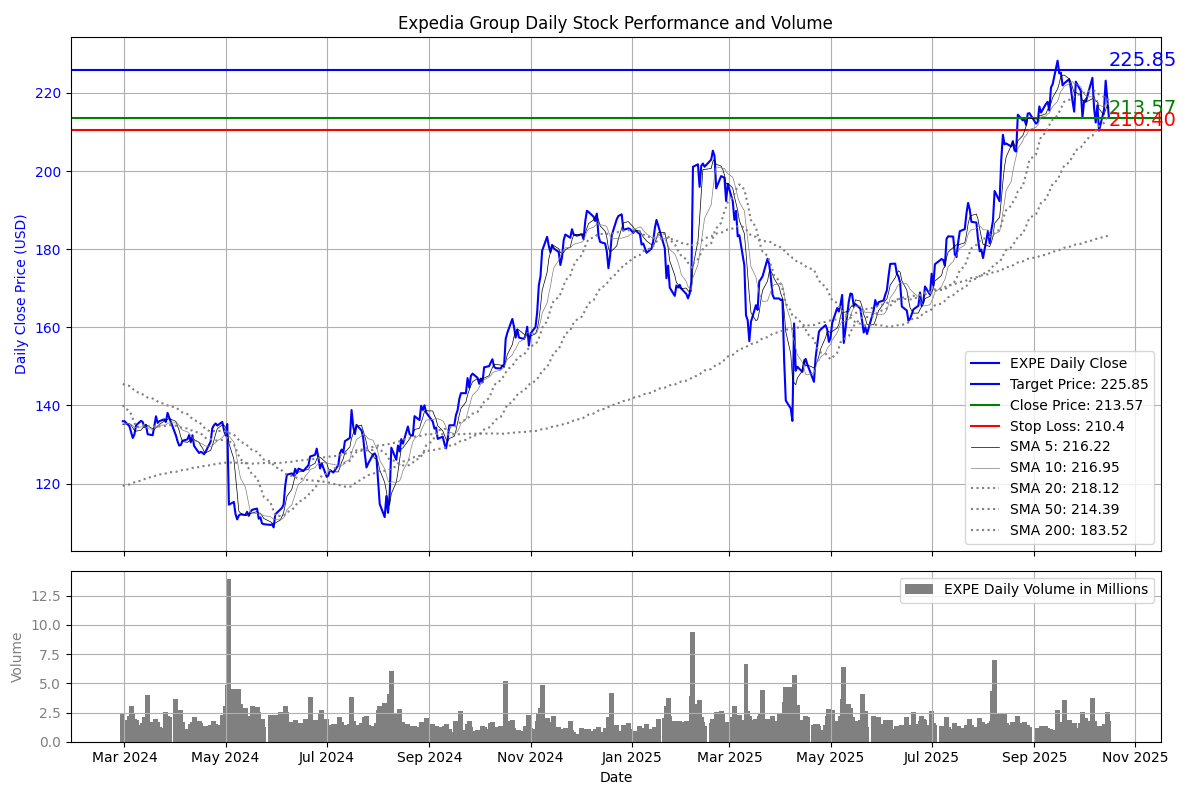 Expedia Group Daily Stock Performance and Volume
Daily Close Price (USD)
220
200
180
160
140
120
225.85
213.57
210.40
EXPE Daily Close
Target Price: 225.85
Close Price: 213.57
Stop Loss: 210.4
SMA 5: 216.22
SMA 10: 216.95
SMA 20: 218.12
SMA 50: 214.39
SMA 200: 183.52
Volume
12.5
10.0
7.5
5.0
2.5
0.0
EXPE Daily Volume in Millions
Mar 2024 May 2024 Jul 2024 Sep 2024 Nov 2024 Jan 2025 Mar 2025 May 2025 Jul 2025 Sep 2025 Nov 2025
Date